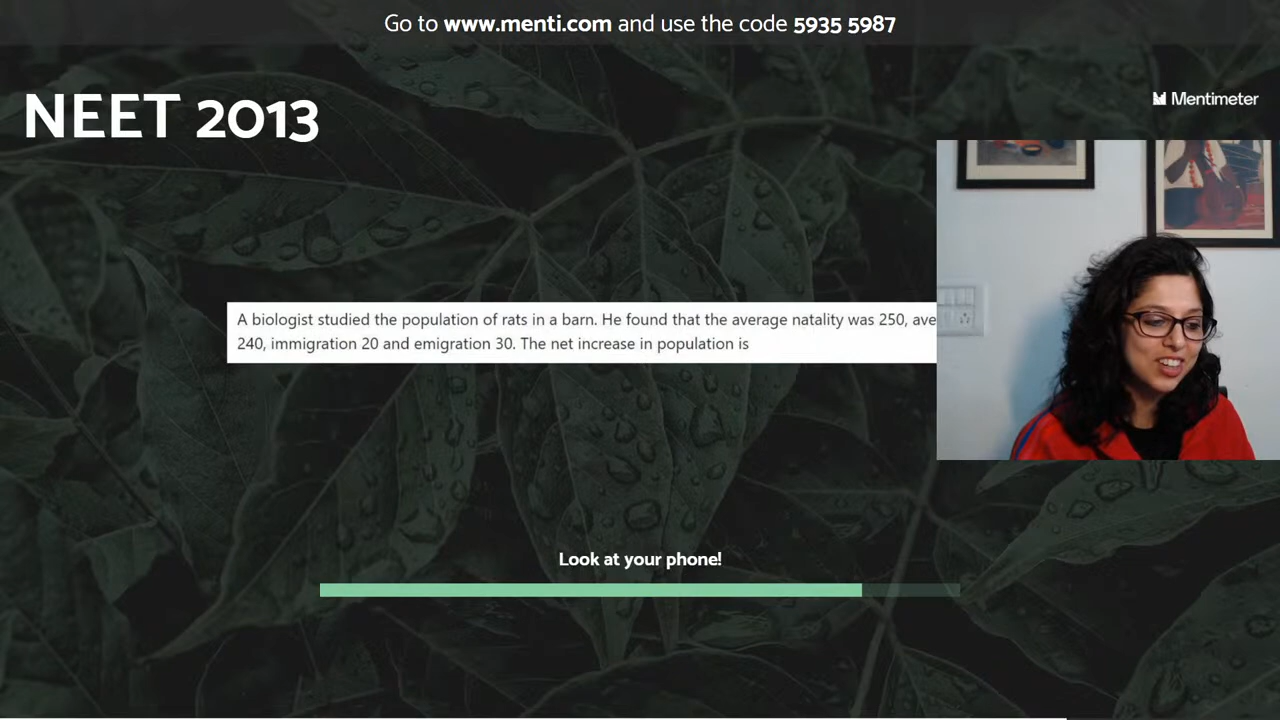 Go to www.menti.com and use the code 5935 5987
NEET 2013
Mentimeter
A biologist studied the population of rats in a barn. He found that the average natality was 250,
240, immigration 20 and emigration 30. The net increase in population is
Look at your phone!